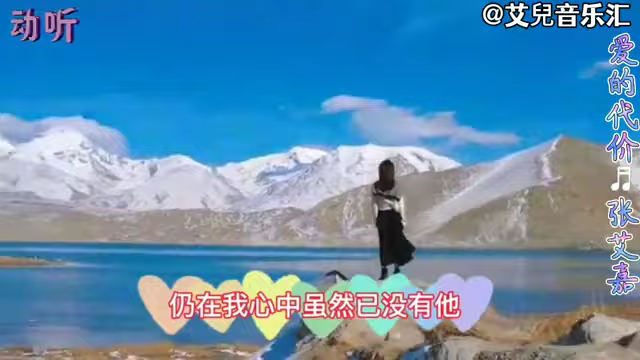 动听
@艾兒音乐汇
爱的代价♬张艾嘉
仍在我心中虽然已没有他